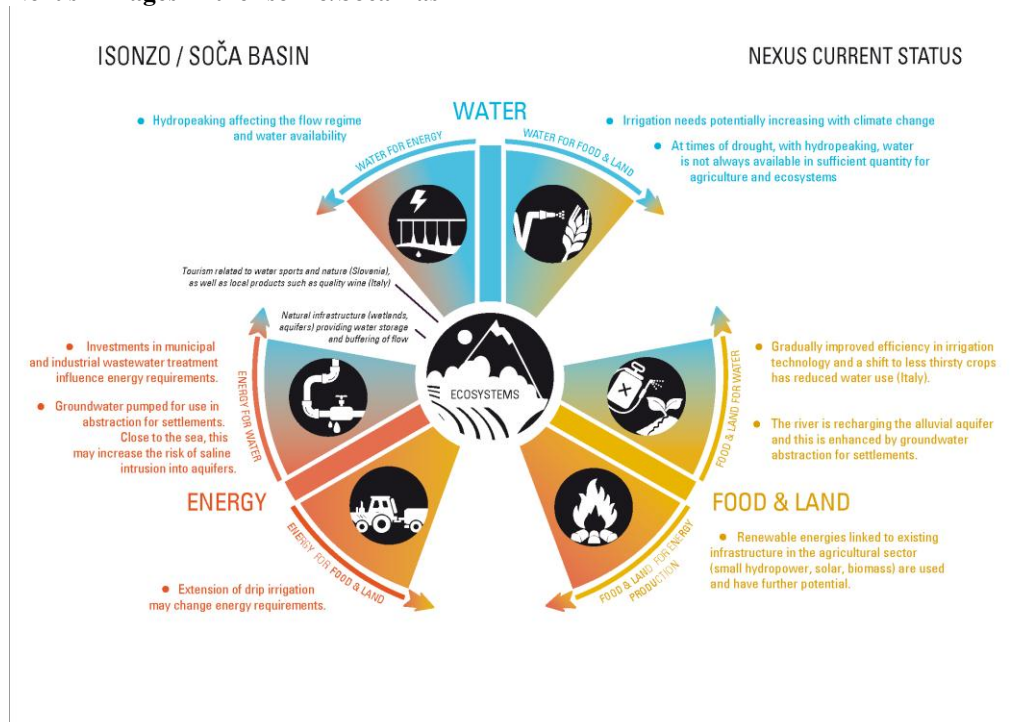 ISONZO / SOČA BASIN
NEXUS CURRENT STATUS
WATER
● Hydropeaking affecting the flow regime
and water availability
WATER FOR ENERGY
WATER FOR FOOD & LAND
● Irrigation needs potentially increasing with climate change
● At times of drought, with hydropeaking, water
is not always available in sufficient quantity for
agriculture and ecosystems
Tourism related to water sports and nature (Slovenia),
as well as local products such as quality wine (Italy)
Natural infrastructure (wetlands,
aquifers) providing water storage
and buffering of flow
ECOSYSTEMS
● Investments in municipal
and industrial wastewater treatment
influence energy requirements.
● Groundwater pumped for use in
abstraction for settlements.
Close to the sea, this
may increase the risk of saline
intrusion into aquifers.
ENERGY FOR WATER
ENERGY
ENERGY FOR FOOD & LAND
● Extension of drip irrigation
may change energy requirements.
FOOD & LAND FOR WATER
● Gradually improved efficiency in irrigation
technology and a shift to less thirsty crops
has reduced water use (Italy).
● The river is recharging the alluvial aquifer
and this is enhanced by groundwater
abstraction for settlements.
FOOD & LAND
FOOD & LAND FOR ENERGY
PRODUCTION
● Renewable energies linked to existing
infrastructure in the agricultural sector
(small hydropower, solar, biomass) are used
and have further potential.